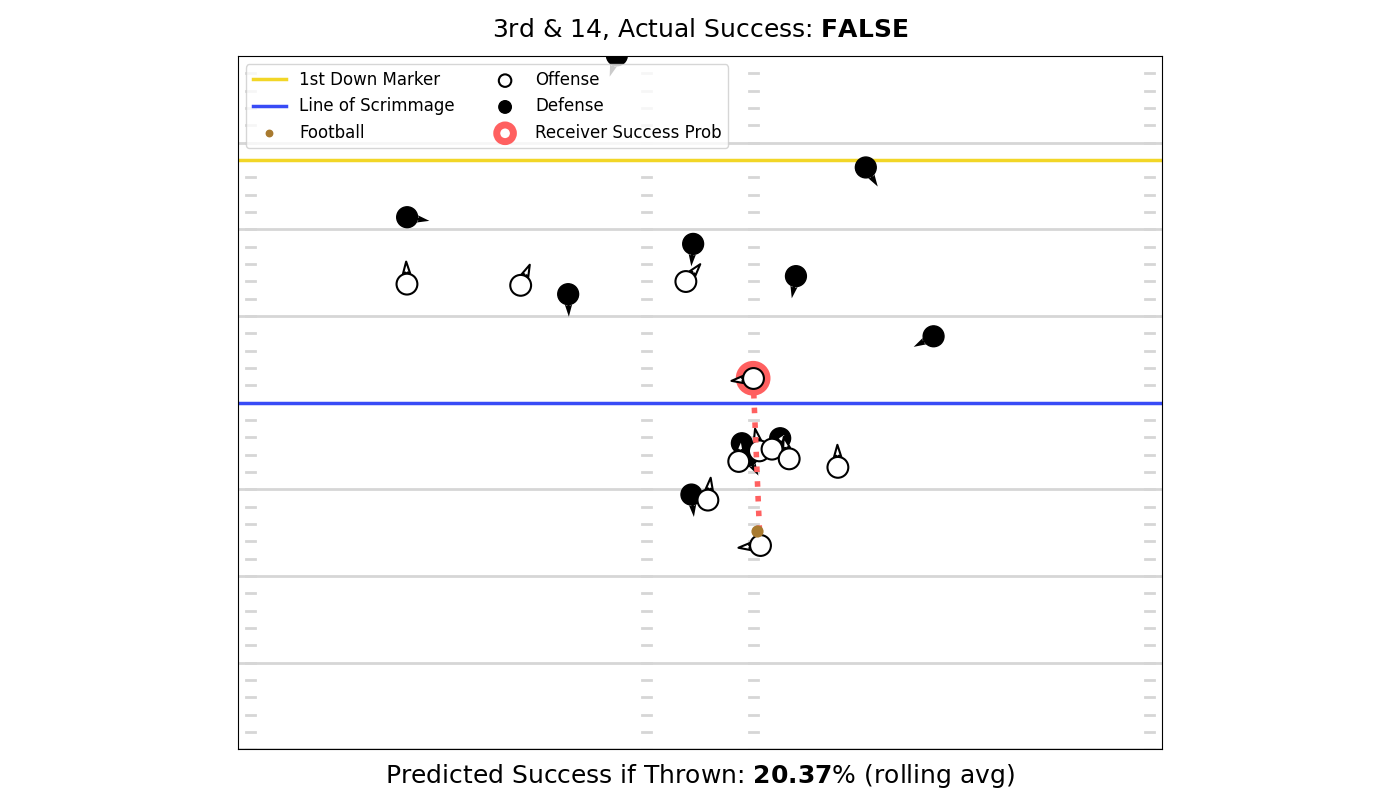 3rd & 14, Actual Success: FALSE
1st Down Marker
Line of Scrimmage
Football
Offense
Defense
Receiver Success Prob
Predicted Success if Thrown: 20.37% (rolling avg)